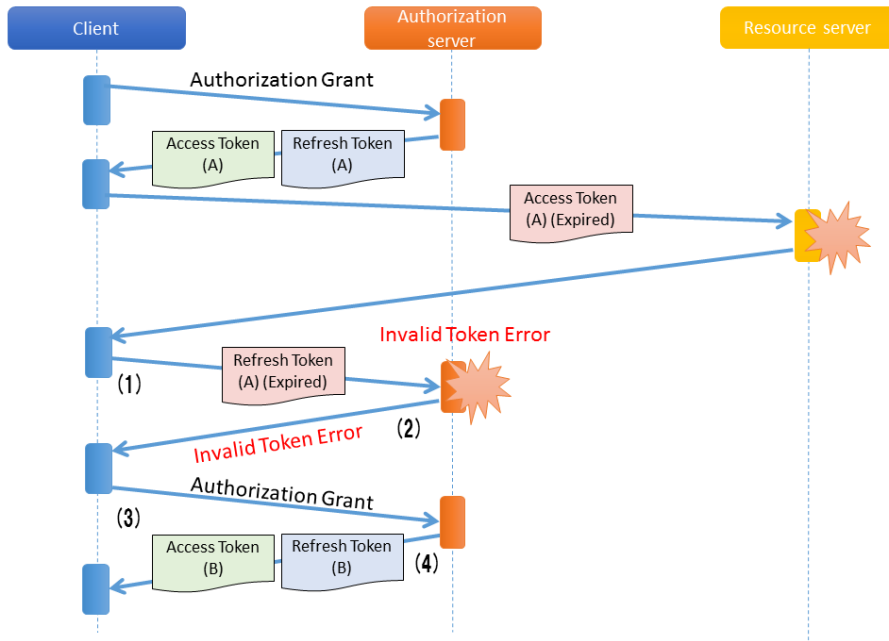 Client
Authorization
server
Resource server
Authorization Grant
Access Token
(A)
Refresh Token
(A)
Access Token
(A) (Expired)
Invalid Token Error
Refresh Token
(A) (Expired)
(1)
(2)
Invalid Token Error
Authorization Grant
(3)
Access Token
(B)
Refresh Token
(B)
(4)